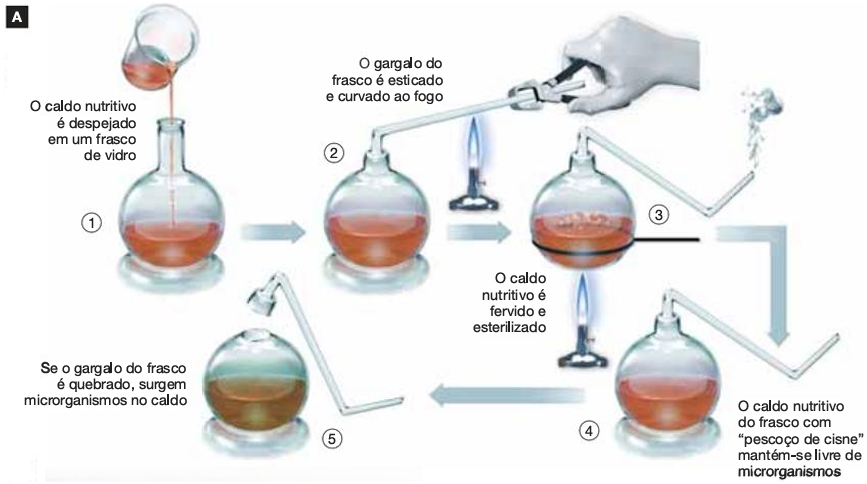 A
O caldo nutritivo
é despejado
em um frasco
de vidro
1
O gargalo do
frasco é esticado
e curvado ao fogo
2
3
O caldo
nutritivo é
fervido e
esterilizado
4
O caldo nutritivo
do frasco com
“pescoço de cisne”
mantém-se livre de
microrganismos
Se o gargalo do frasco
é quebrado, surgem
microrganismos no caldo
5